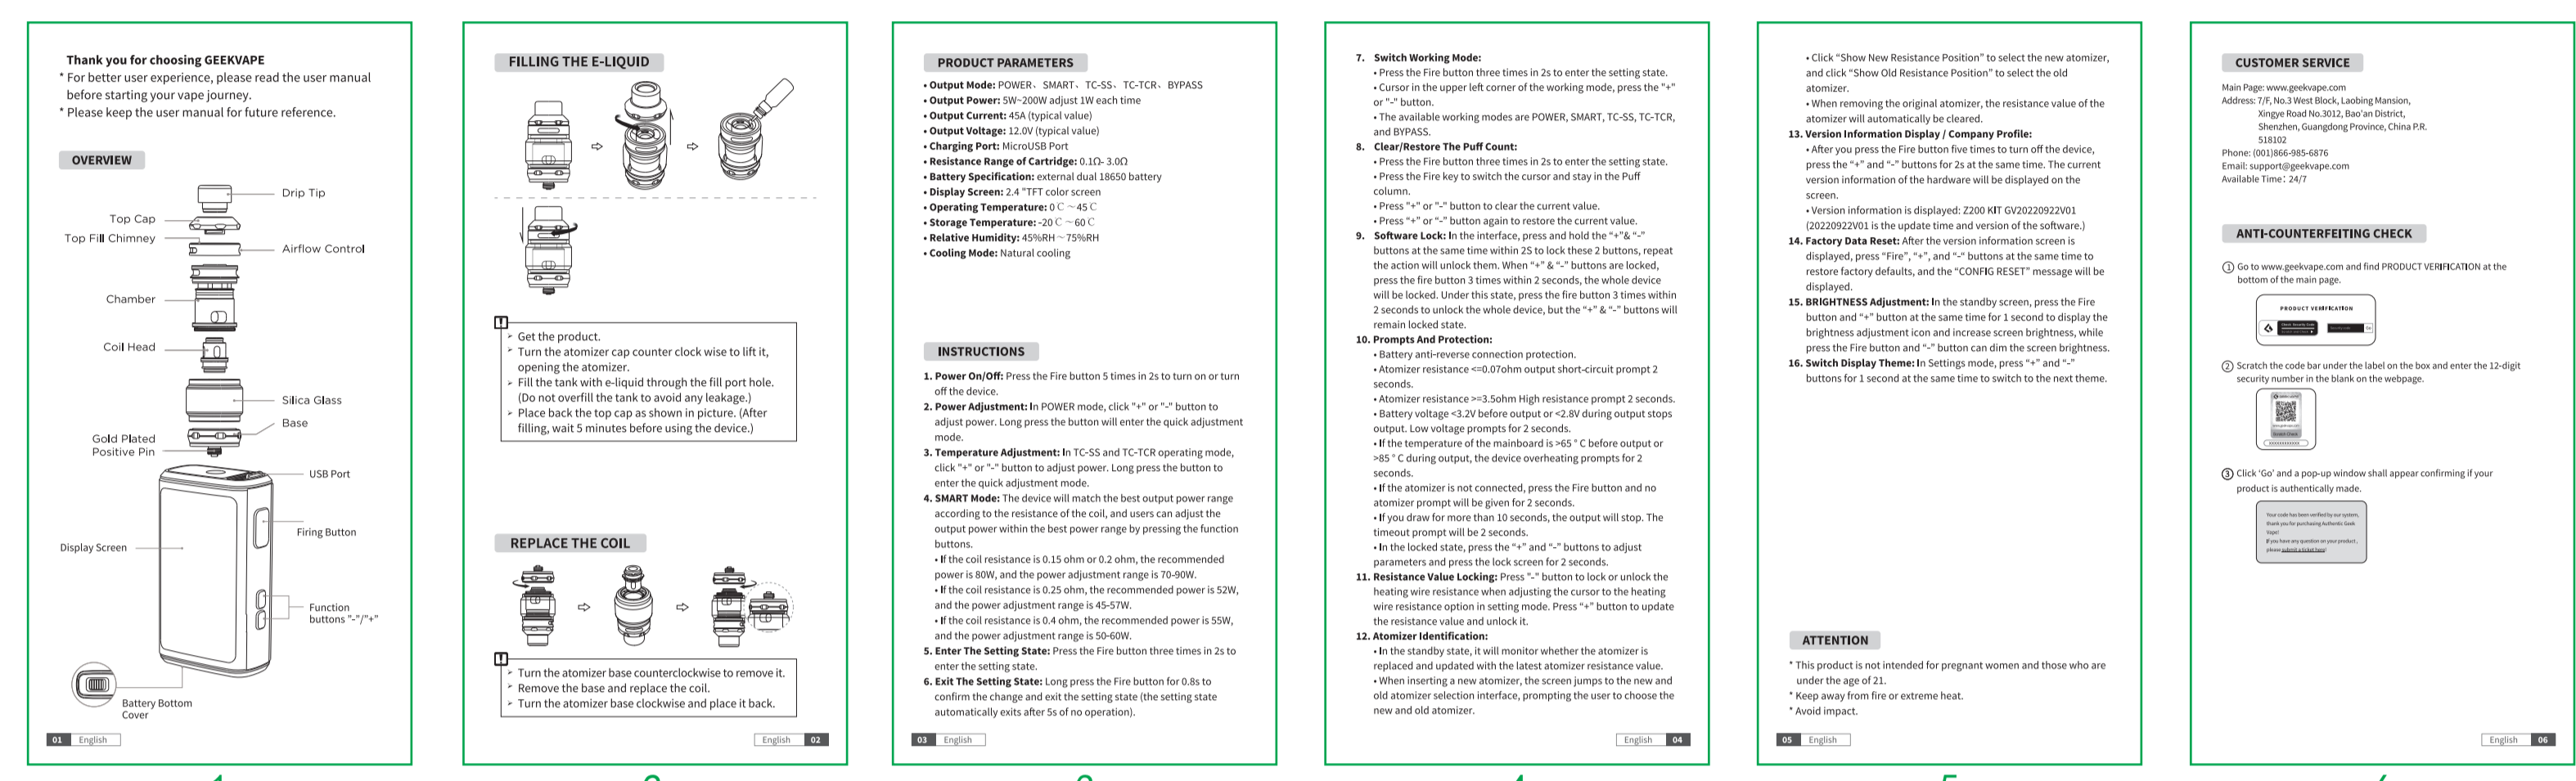 Thank you for choosing GEEKVAPE
* For better user experience, please read the user manual
before starting your vape journey.
* Please keep the user manual for future reference.
OVERVIEW
Drip Tip
Top Cap
Top Fill Chimney
Airflow Control
Chamber
Coil Head
Silica Glass
Base
Gold Plated
Positive Pin
USB Port
Firing Button
Display Screen
Function
buttons "-"/"+"
Battery Bottom
Cover
01 English
FILLING THE E-LIQUID
Get the product.
Turn the atomizer cap counter clock wise to lift it,
opening the atomizer.
Fill the tank with e-liquid through the fill port hole.
(Do not overfill the tank to avoid any leakage.)
Place back the top cap as shown in picture. (After
filling, wait 5 minutes before using the device.)
REPLACE THE COIL
Turn the atomizer base counterclockwise to remove it.
Remove the base and replace the coil.
Turn the atomizer base clockwise and place it back.
English 02
PRODUCT PARAMETERS
• Output Mode: POWER、SMART、TC-SS、TC-TCR、BYPASS
• Output Power: 5W~200W adjust 1W each time
• Output Current: 45A (typical value)
• Output Voltage: 12.0V (typical value)
• Charging Port: MicroUSB Port
• Resistance Range of Cartridge: 0.1Ω- 3.0Ω
• Battery Specification: external dual 18650 battery
• Display Screen: 2.4 "TFT color screen
• Operating Temperature: 0℃~45℃
• Storage Temperature: -20℃~60℃
• Relative Humidity: 45%RH~75%RH
• Cooling Mode: Natural cooling
INSTRUCTIONS
1. Power On/Off: Press the Fire button 5 times in 2s to turn on or turn
off the device.
2. Power Adjustment: In POWER mode, click "+" or "-" button to
adjust power. Long press the button will enter the quick adjustment
mode.
3. Temperature Adjustment: In TC-SS and TC-TCR operating mode,
click "+" or "-" button to adjust power. Long press the button to
enter the quick adjustment mode.
4. SMART Mode: The device will match the best output power range
according to the resistance of the coil, and users can adjust the
output power within the best power range by pressing the function
buttons.
• If the coil resistance is 0.15 ohm or 0.2 ohm, the recommended
power is 80W, and the power adjustment range is 70-90W.
• If the coil resistance is 0.25 ohm, the recommended power is 52W,
and the power adjustment range is 45-57W.
• If the coil resistance is 0.4 ohm, the recommended power is 55W,
and the power adjustment range is 50-60W.
5. Enter The Setting State: Press the Fire button three times in 2s to
enter the setting state.
6. Exit The Setting State: Long press the Fire button for 0.8s to
confirm the change and exit the setting state (the setting state
automatically exits after 5s of no operation).
03 English
7. Switch Working Mode:
• Press the Fire button three times in 2s to enter the setting state.
• Cursor in the upper left corner of the working mode, press the "+"
or "-" button.
• The available working modes are POWER, SMART, TC-SS, TC-TCR,
and BYPASS.
8. Clear/Restore The Puff Count:
• Press the Fire button three times in 2s to enter the setting state.
• Press the Fire key to switch the cursor and stay in the Puff
column.
• Press "+" or "-" button to clear the current value.
• Press "+" or "-" button again to restore the current value.
9. Software Lock: In the interface, press and hold the "+"& "-"
buttons at the same time within 2S to lock these 2 buttons, repeat
the action will unlock them. When "+" & "-" buttons are locked,
press the fire button 3 times within 2 seconds, the whole device
will be locked. Under this state, press the fire button 3 times within
2 seconds to unlock the whole device, but the "+" & "-" buttons will
remain locked state.
10. Prompts And Protection:
• Battery anti-reverse connection protection.
• Atomizer resistance <=0.07ohm output short-circuit prompt 2
seconds.
• Atomizer resistance >=3.5ohm High resistance prompt 2 seconds.
• Battery voltage <3.2V before output or <2.8V during output stops
output. Low voltage prompts for 2 seconds.
• If the temperature of the mainboard is >65 ° C before output or
>85 ° C during output, the device overheating prompts for 2
seconds.
• If the atomizer is not connected, press the Fire button and no
atomizer prompt will be given for 2 seconds.
• If you draw for more than 10 seconds, the output will stop. The
timeout prompt will be 2 seconds.
• In the locked state, press the "+" and "-" buttons to adjust
parameters and press the lock screen for 2 seconds.
11. Resistance Value Locking: Press "-" button to lock or unlock the
heating wire resistance when adjusting the cursor to the heating
wire resistance option in setting mode. Press "+" button to update
the resistance value and unlock it.
12. Atomizer Identification:
• In the standby state, it will monitor whether the atomizer is
replaced and updated with the latest atomizer resistance value.
• When inserting a new atomizer, the screen jumps to the new and
old atomizer selection interface, prompting the user to choose the
new and old atomizer.
English 04
• Click "Show New Resistance Position" to select the new atomizer,
and click "Show Old Resistance Position" to select the old
atomizer.
• When removing the original atomizer, the resistance value of the
atomizer will automatically be cleared.
13. Version Information Display / Company Profile:
• After you press the Fire button five times to turn off the device,
press the "+" and "-" buttons for 2s at the same time. The current
version information of the hardware will be displayed on the
screen.
• Version information is displayed: Z200 KIT GV20220922V01
(20220922V01 is the update time and version of the software.)
14. Factory Data Reset: After the version information screen is
displayed, press "Fire", "+", and "-" buttons at the same time to
restore factory defaults, and the "CONFIG RESET" message will be
displayed.
15. BRIGHTNESS Adjustment: In the standby screen, press the Fire
button and "+" button at the same time for 1 second to display the
brightness adjustment icon and increase screen brightness, while
press the Fire button and "-" button can dim the screen brightness.
16. Switch Display Theme: In Settings mode, press "+" and "-"
buttons for 1 second at the same time to switch to the next theme.
ATTENTION
* This product is not intended for pregnant women and those who are
under the age of 21.
* Keep away from fire or extreme heat.
* Avoid impact.
05 English
CUSTOMER SERVICE
Main Page: www.geekvape.com
Address: 7/F, No.3 West Block, Laobing Mansion,
Xingye Road No.3012, Bao'an District,
Shenzhen, Guangdong Province, China P.R.
518102
Phone: (001)866-985-6876
Email: support@geekvape.com
Available Time: 24/7
ANTI-COUNTERFEITING CHECK
① Go to www.geekvape.com and find PRODUCT VERIFICATION at the
bottom of the main page.
PRODUCT VERIFICATION
② Scratch the code bar under the label on the box and enter the 12-digit
security number in the blank on the webpage.
③ Click 'Go' and a pop-up window shall appear confirming if your
product is authentically made.
Your code has been verified by our system,
thank you for purchasing Authentic Geek
Vape!
If you have any question on your product,
please submit a ticket here!
English 06